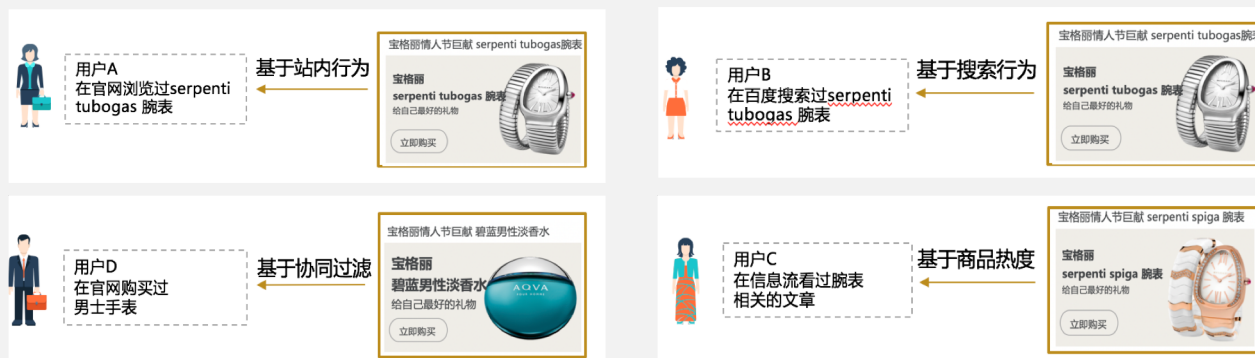 用户A
在官网浏览过serpenti
tubogas 腕表
基于站内行为
宝格丽情人节巨献 serpenti tubogas腕表
宝格丽
serpenti tubogas 腕表
给自己最好的礼物
立即购买
用户B
在百度搜索过serpenti
tubogas 腕表
基于搜索行为
宝格丽情人节巨献 serpenti tubogas腕表
宝格丽
serpenti tubogas 腕表
给自己最好的礼物
立即购买
用户D
在官网购买过
男士手表
基于协同过滤
宝格丽情人节巨献 碧蓝男性淡香水
宝格丽
碧蓝男性淡香水
给自己最好的礼物
立即购买
AQVA
用户C
在信息流看过腕表
相关的文章
基于商品热度
宝格丽情人节巨献 serpenti spiga 腕表
宝格丽
serpenti spiga 腕表
给自己最好的礼物
立即购买